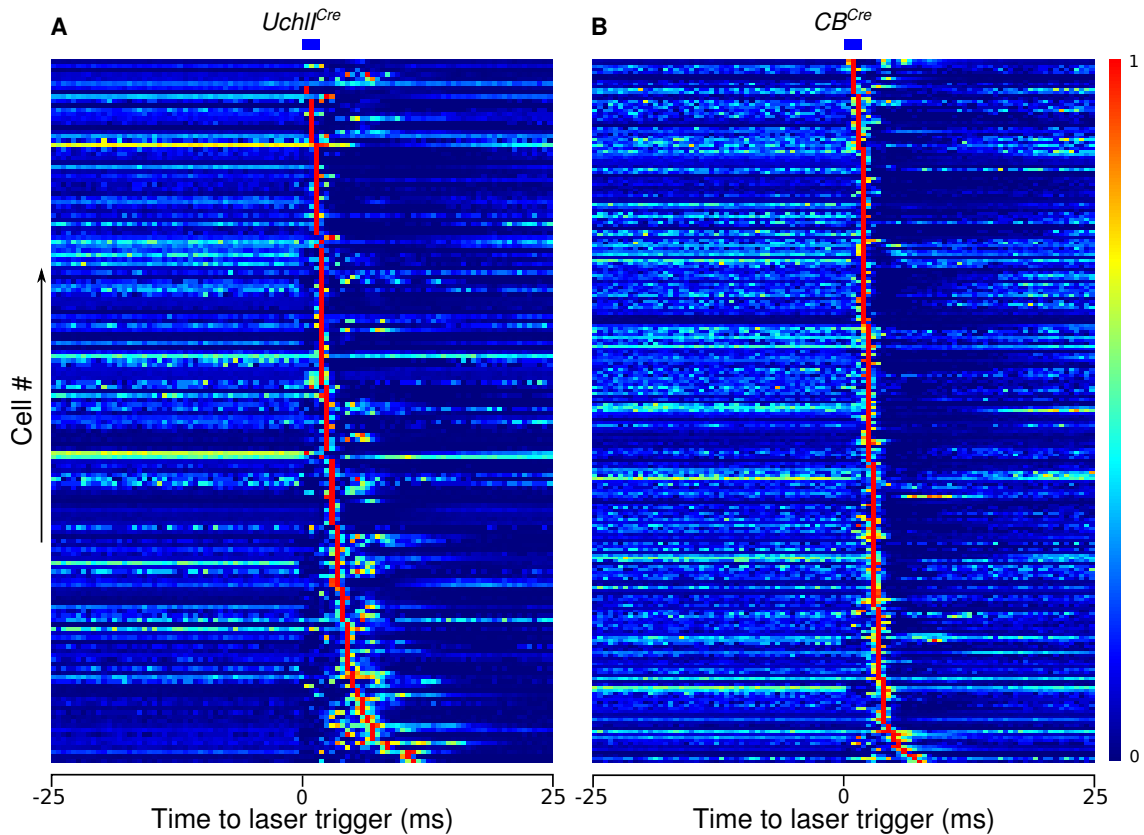 A
UchlI^Cre
B
CB^Cre
1
Cell #
0
-25
0
25
-25
0
25
Time to laser trigger (ms)
Time to laser trigger (ms)